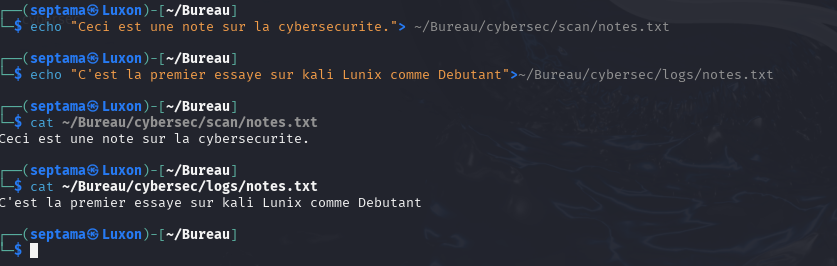 ┌──(septama㉿Luxon)-[~/Bureau]
└─$ echo "Ceci est une note sur la cybersecurite."> ~/Bureau/cybersec/scan/notes.txt
┌──(septama㉿Luxon)-[~/Bureau]
└─$ echo "C'est la premier essaye sur kali Lunix comme Debutant">~/Bureau/cybersec/logs/notes.txt
┌──(septama㉿Luxon)-[~/Bureau]
└─$ cat ~/Bureau/cybersec/scan/notes.txt
Ceci est une note sur la cybersecurite.
┌──(septama㉿Luxon)-[~/Bureau]
└─$ cat ~/Bureau/cybersec/logs/notes.txt
C'est la premier essaye sur kali Lunix comme Debutant
┌──(septama㉿Luxon)-[~/Bureau]
└─$